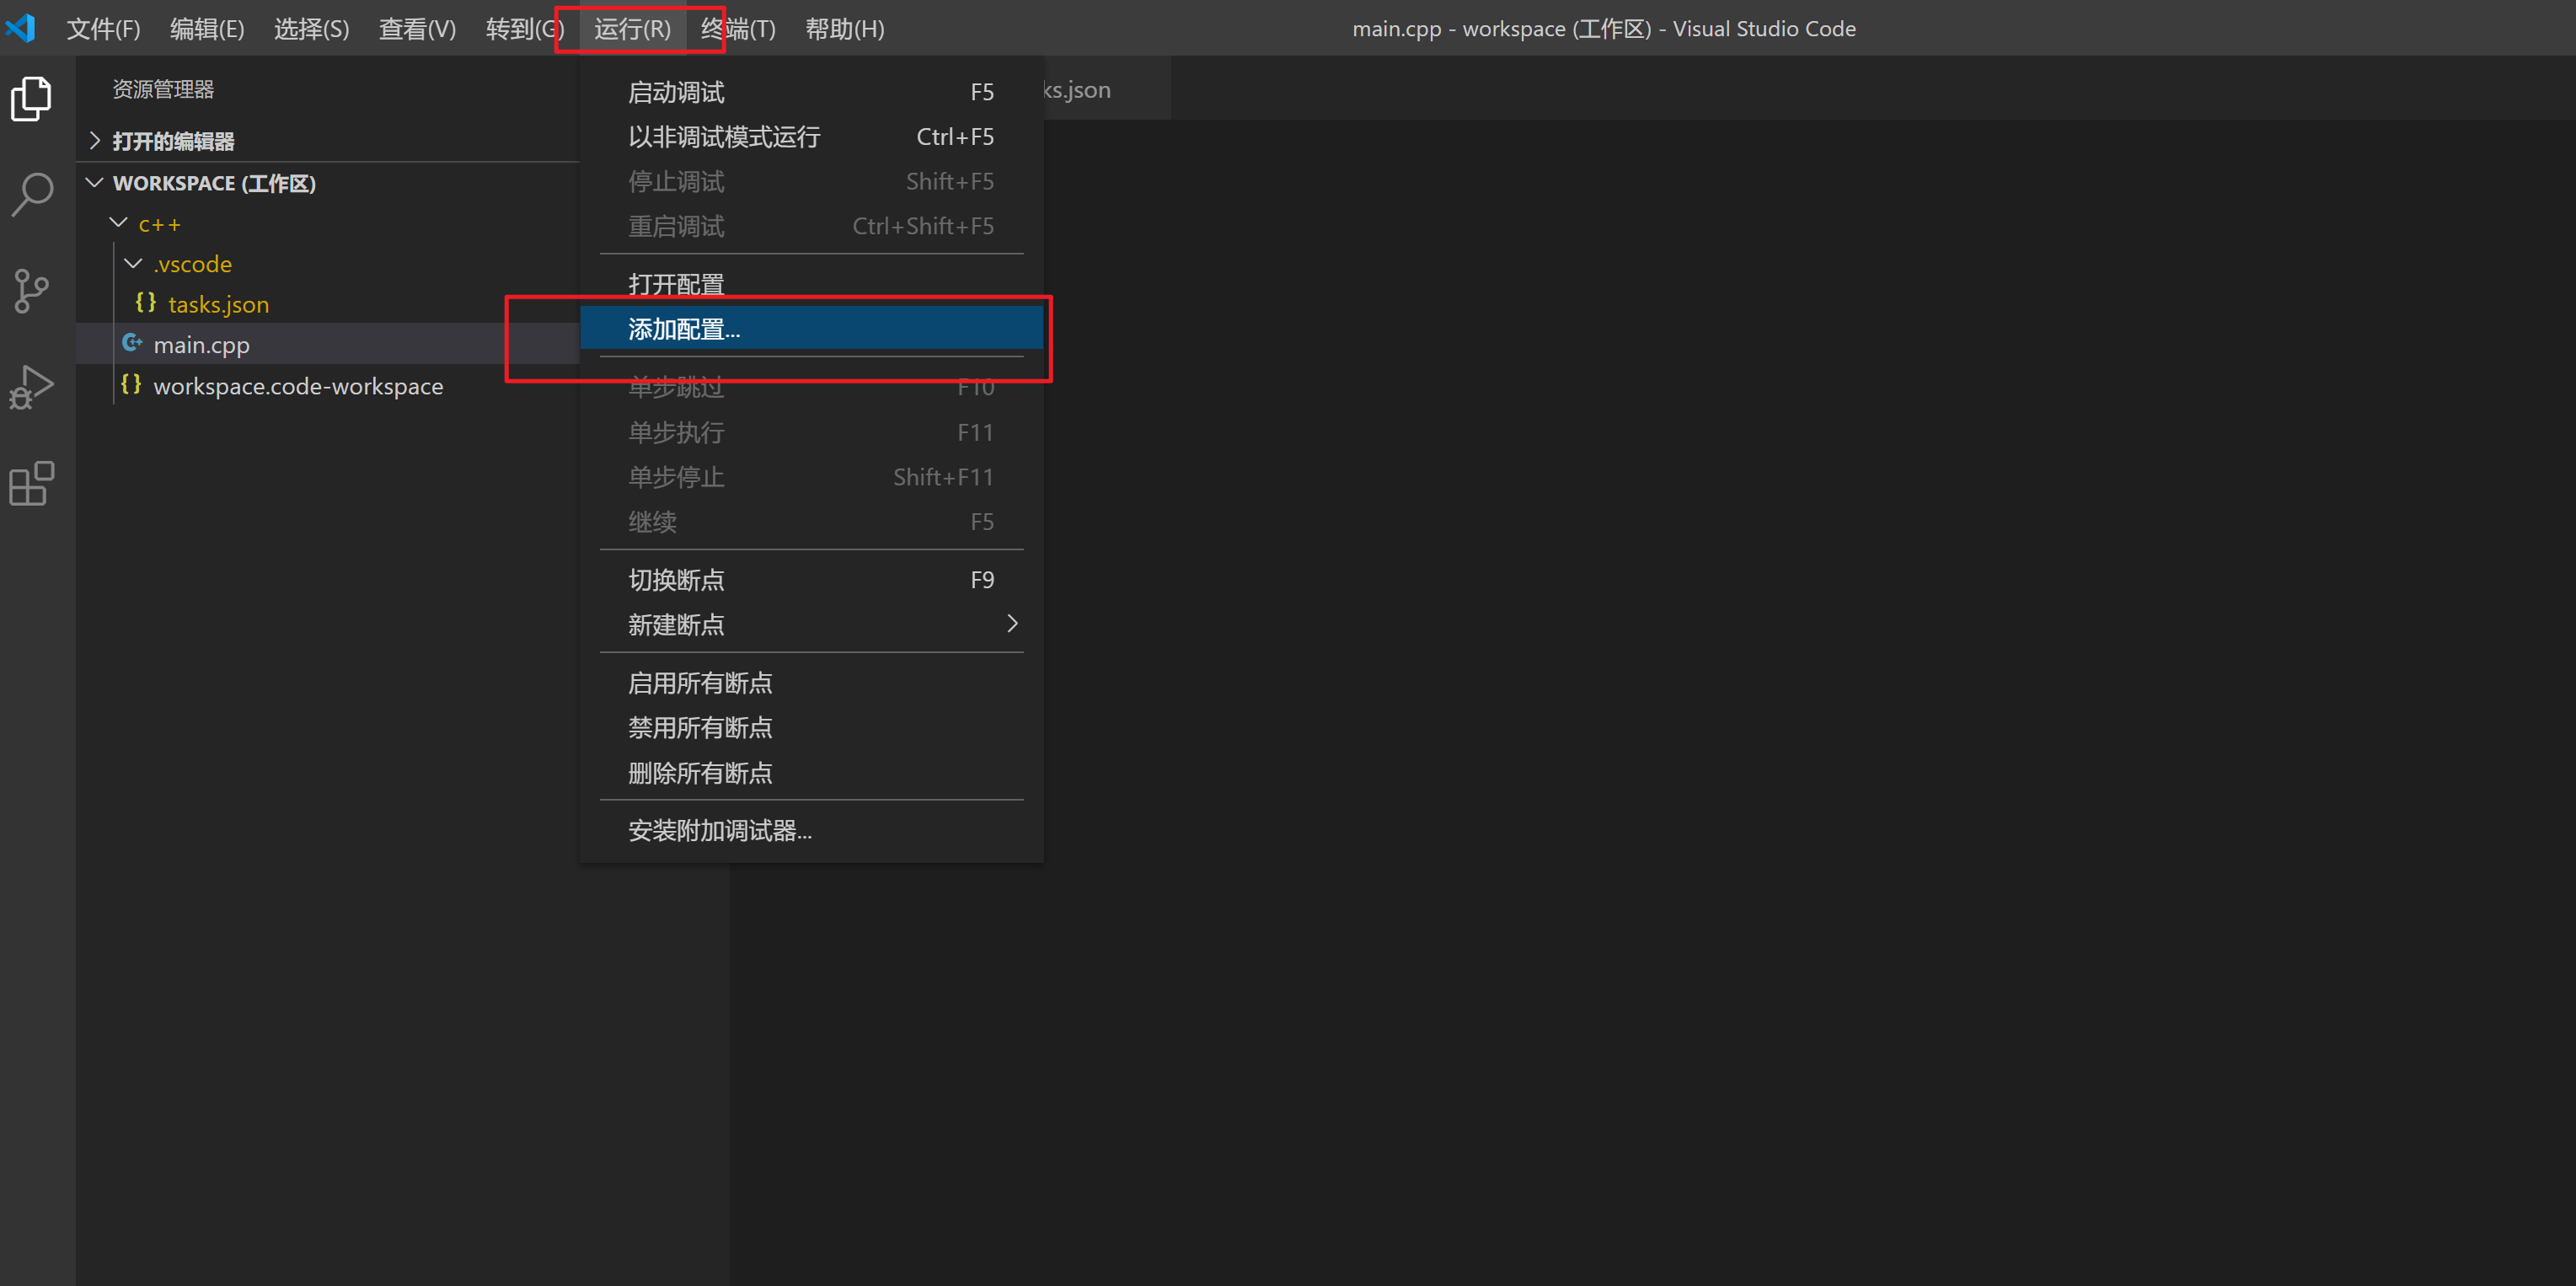 文件(F) 编辑(E) 选择(S) 查看(V) 转到(G) 运行(R) 终端(T) 帮助(H) main.cpp - workspace (工作区) - Visual Studio Code
资源管理器
打开的编辑器
WORKSPACE (工作区)
c++
.vscode
tasks.json
main.cpp
workspace.code-workspace
ks.json
启动调试 F5
以非调试模式运行 Ctrl+F5
停止调试 Shift+F5
重启调试 Ctrl+Shift+F5
打开配置
添加配置...
单步跳过 F10
单步执行 F11
单步停止 Shift+F11
继续 F5
切换断点 F9
新建断点
启用所有断点
禁用所有断点
删除所有断点
安装附加调试器...